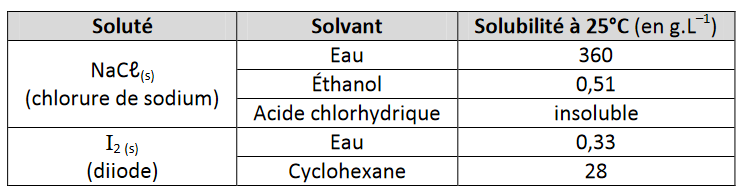 Soluté Solvant Solubilité à 25°C (en g.L⁻¹)
NaCℓ(s) (chlorure de sodium) Eau 360
Éthanol 0,51
Acide chlorhydrique insoluble
I₂ (s) (diiode) Eau 0,33
Cyclohexane 28